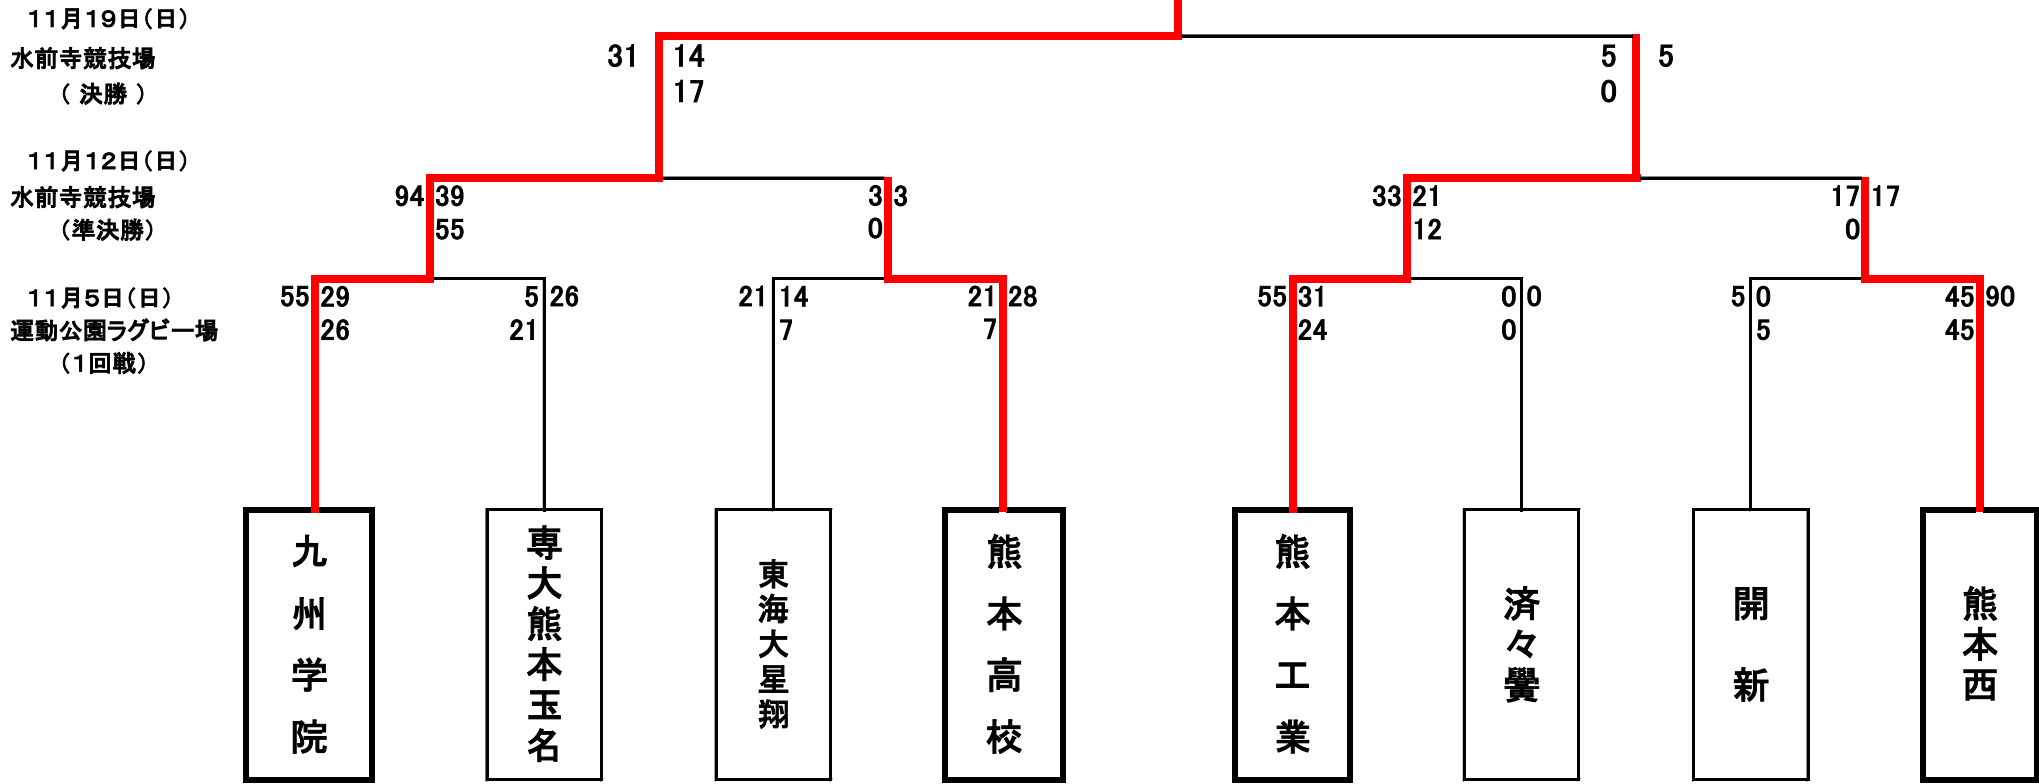 11月19日(日)
水前寺競技場
(決勝)
31 14 5 5
17 0
11月12日(日)
水前寺競技場
(準決勝)
94 39 3 3 33 21 17 17
55 0 12 0
11月5日(日)
運動公園ラグビー場
(1回戦)
55 29 5 26 21 14 21 28 55 31 0 0 5 0 45 90
26 21 7 7 24 0 5 45
九州学院
専大熊本玉名
東海大星翔
熊本高校
熊本工業
済々黌
開新
熊本西